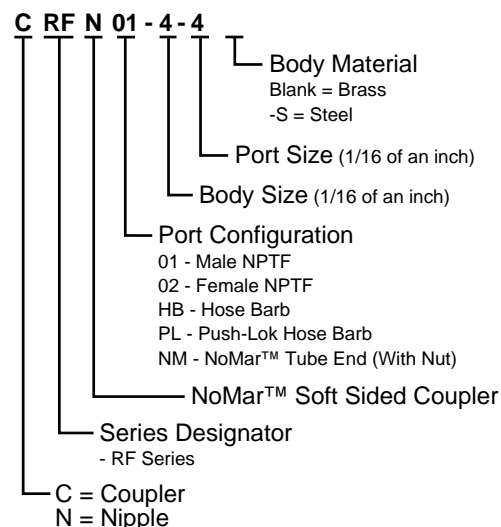 C RF N 01 - 4 - 4
Body Material
Blank = Brass
-S = Steel
Port Size (1/16 of an inch)
Body Size (1/16 of an inch)
Port Configuration
01 - Male NPTF
02 - Female NPTF
HB - Hose Barb
PL - Push-Lok Hose Barb
NM - NoMar™ Tube End (With Nut)
NoMar™ Soft Sided Coupler
Series Designator
- RF Series
C = Coupler
N = Nipple